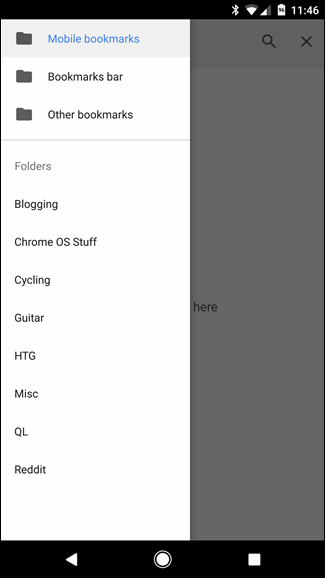 11:46
Mobile bookmarks
Bookmarks bar
Other bookmarks
Folders
Blogging
Chrome OS Stuff
Cycling
here
Guitar
HTG
Misc
QL
Reddit